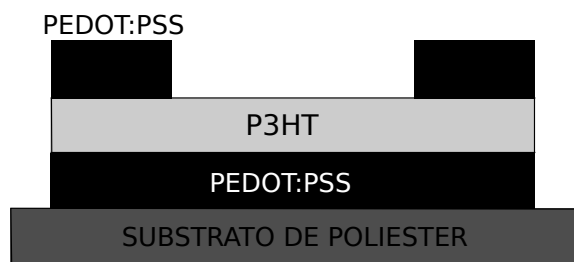 PEDOT:PSS
P3HT
PEDOT:PSS
SUBSTRATO DE POLIESTER